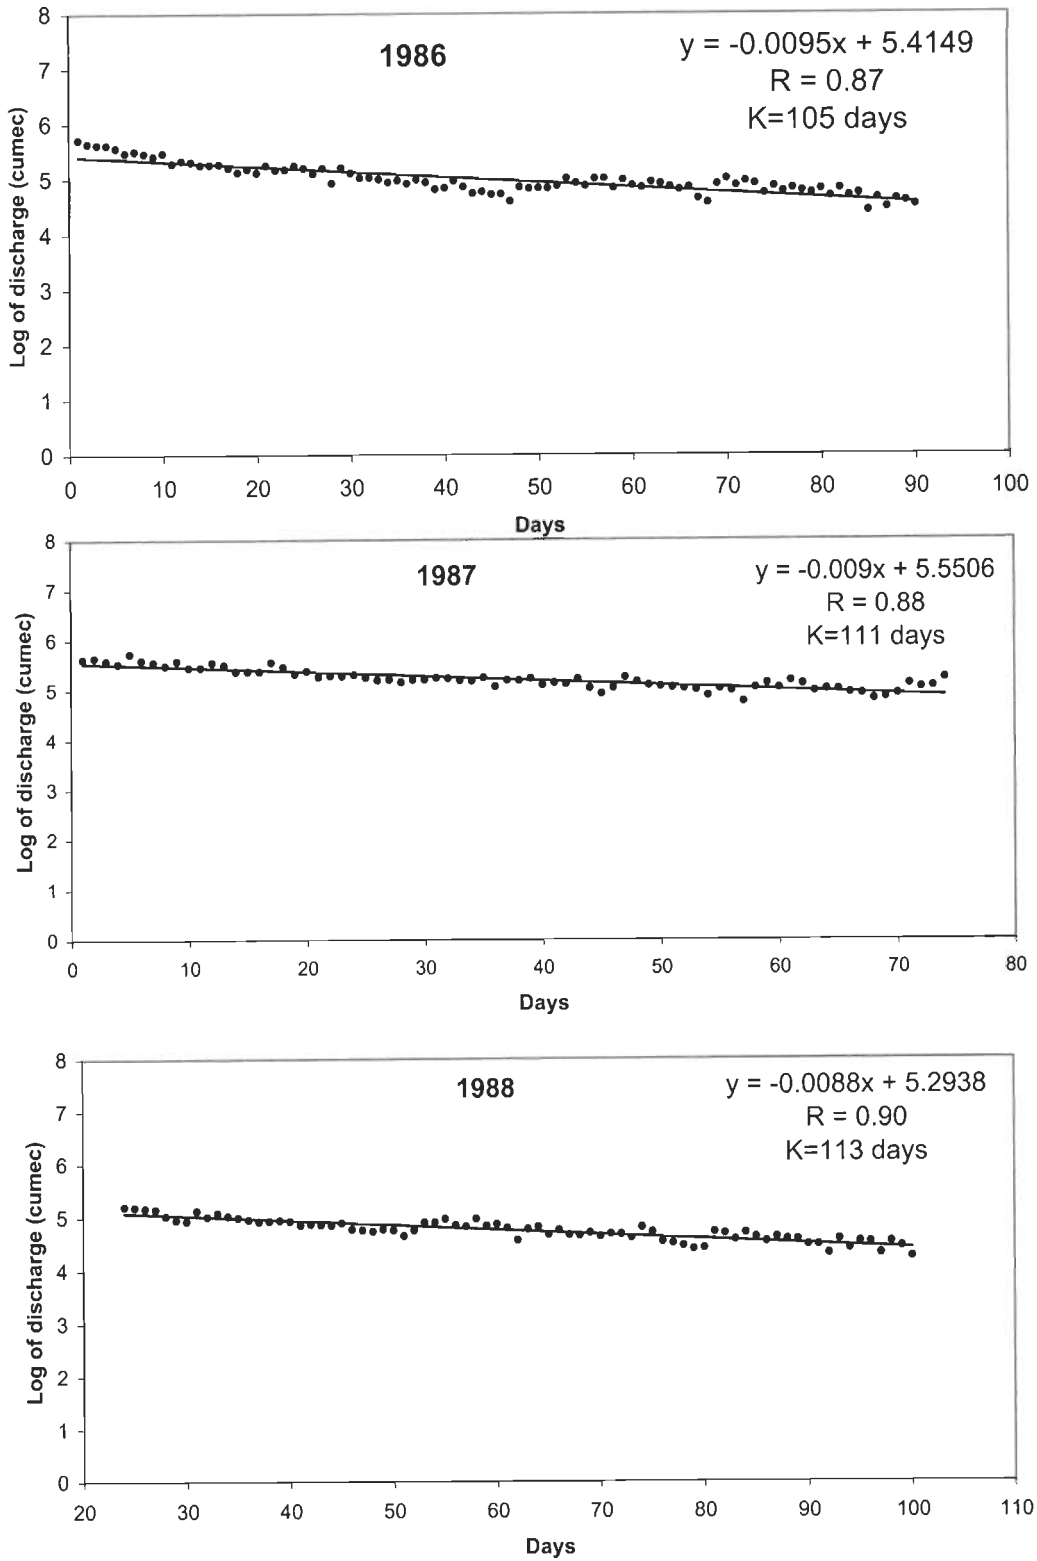 1986
y = -0.0095x + 5.4149
R = 0.87
K=105 days
Log of discharge (cumec)
8
7
6
5
4
3
2
1
0
0 10 20 30 40 50 60 70 80 90 100
Days
1987
y = -0.009x + 5.5506
R = 0.88
K=111 days
Log of discharge (cumec)
8
7
6
5
4
3
2
1
0
0 10 20 30 40 50 60 70 80
Days
1988
y = -0.0088x + 5.2938
R = 0.90
K=113 days
Log of discharge (cumec)
8
7
6
5
4
3
2
1
0
20 30 40 50 60 70 80 90 100 110
Days